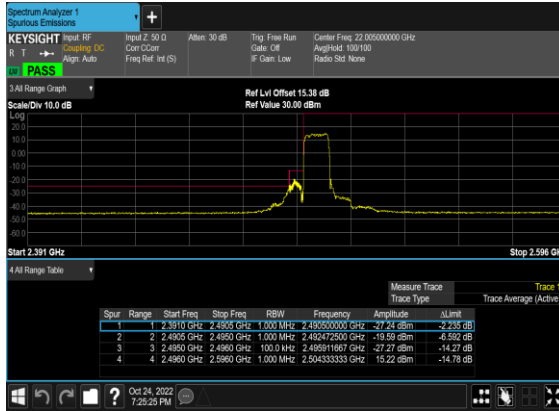 Spectrum Analyzer 1
Spurious Emissions
KEYSIGHT
R T
LW PASS
Input: RF
Coupling: DC
Align: Auto
Input Z: 50 Ω
Corr CCorr
Freq Ref: Int (S)
Atten: 30 dB
Trig: Free Run
Gate: Off
IF Gain: Low
Center Freq: 22.005000000 GHz
Avg|Hold: 100/100
Radio Std: None
3 All Range Graph
Scale/Div 10.0 dB
Ref Lvl Offset 15.38 dB
Ref Value 30.00 dBm
Log
20.0
10.0
0.00
-10.0
-20.0
-30.0
-40.0
-50.0
-60.0
Start 2.391 GHz
Stop 2.596 GH
4 All Range Table
Measure Trace Trace 1
Trace Type Trace Average (Active
Spur Range Start Freq Stop Freq RBW Frequency Amplitude ΔLimit
1 1 2.3910 GHz 2.4905 GHz 1.000 MHz 2.490500000 GHz -27.24 dBm -2.235 dB
2 2 2.4905 GHz 2.4950 GHz 1.000 MHz 2.492472500 GHz -19.59 dBm -6.592 dB
3 3 2.4950 GHz 2.4960 GHz 100.0 kHz 2.495911667 GHz -27.27 dBm -14.27 dB
4 4 2.4960 GHz 2.5960 GHz 1.000 MHz 2.504333333 GHz 15.22 dBm -14.78 dB
?
Oct 24, 2022
7:25:25 PM